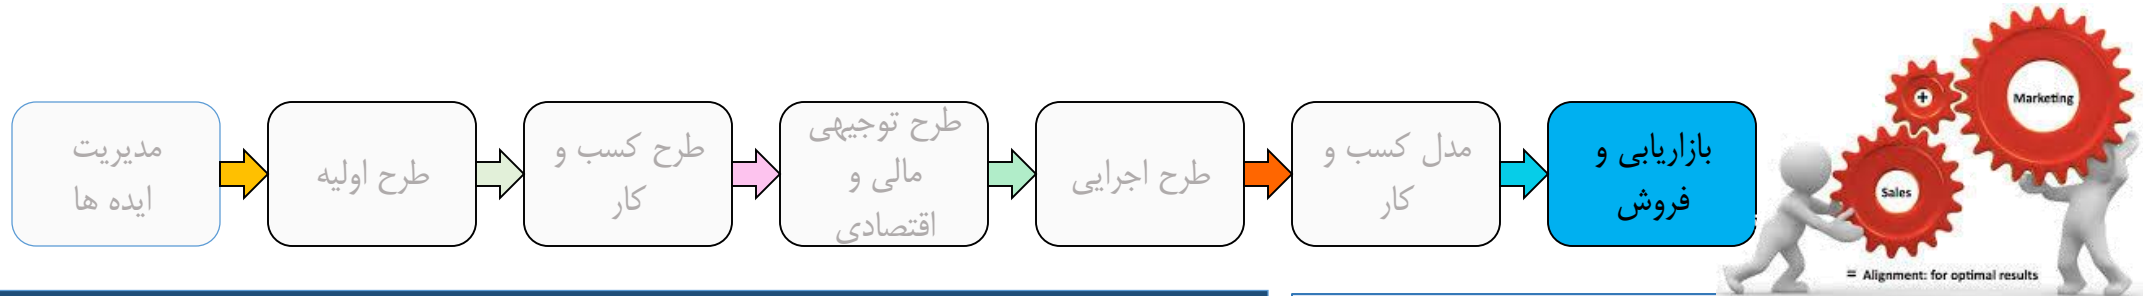 مدیریت
ایده ها
طرح اولیه
طرح کسب و
کار
طرح توجیهی
مالی و
اقتصادی
طرح اجرایی
مدل کسب و
کار
بازاریابی و
فروش
Marketing
+
Sales
= Alignment: for optimal results